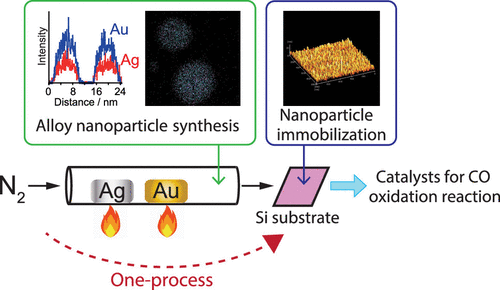 Intensity
Au
Ag
0 8 16 24
Distance / nm
Alloy nanoparticle synthesis
Nanoparticle
immobilization
N2
Ag
Au
Si substrate
Catalysts for CO
oxidation reaction
One-process